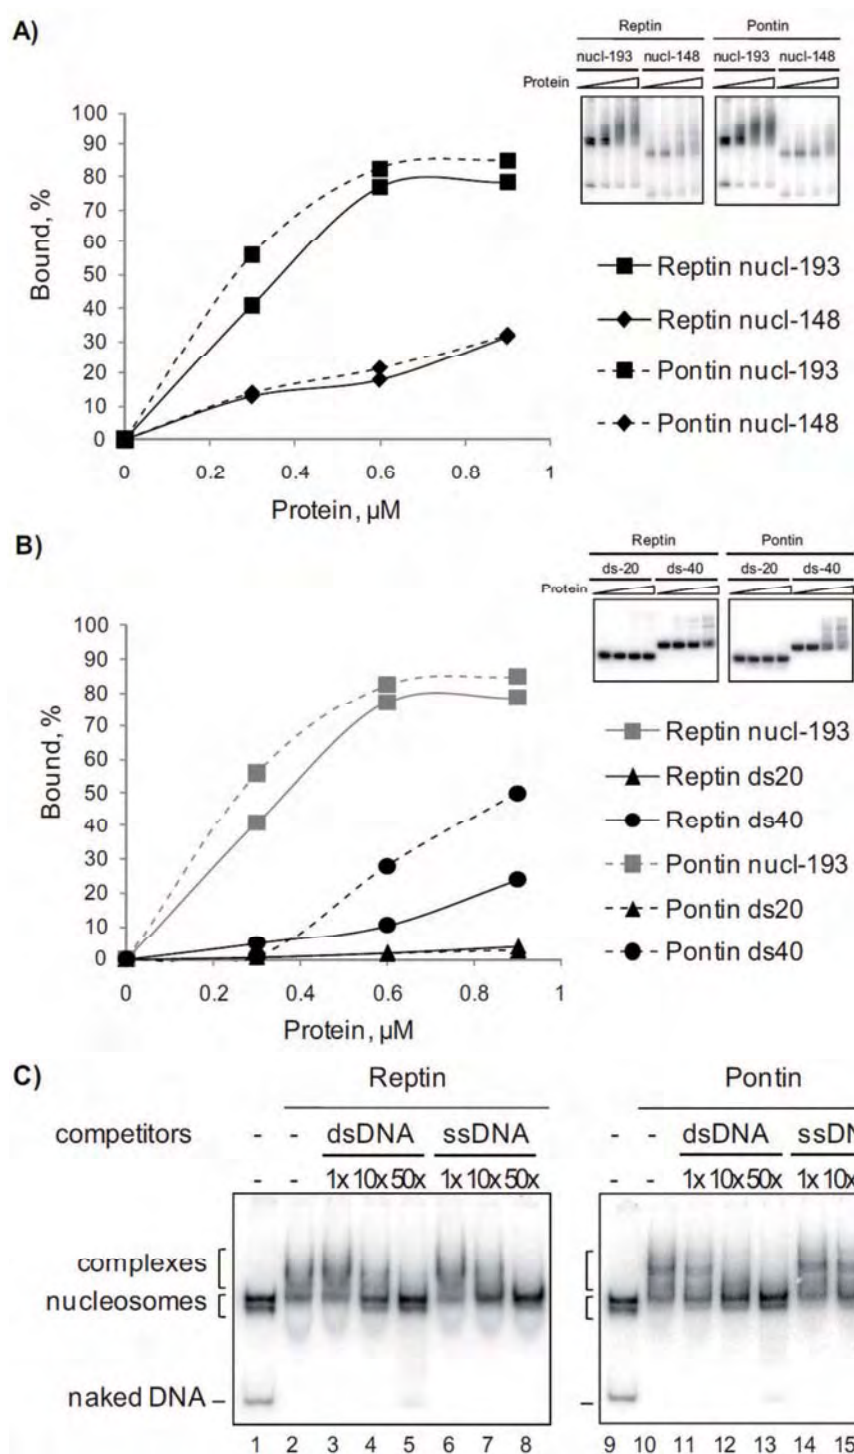 A)
Reptin Pontin
nucl-193 nucl-148 nucl-193 nucl-148
Protein
100
90
80
70
60
50
40
30
20
10
0
Bound, %
0 0.2 0.4 0.6 0.8 1
Protein, µM
Reptin nucl-193
Reptin nucl-148
Pontin nucl-193
Pontin nucl-148
B)
Reptin Pontin
ds-20 ds-40 ds-20 ds-40
Protein
100
90
80
70
60
50
40
30
20
10
0
Bound, %
0 0.2 0.4 0.6 0.8 1
Protein, µM
Reptin nucl-193
Reptin ds20
Reptin ds40
Pontin nucl-193
Pontin ds20
Pontin ds40
C)
Reptin Pontin
competitors - - dsDNA ssDNA - - dsDNA ssDN
- - 1x 10x 50x 1x 10x 50x - - 1x 10x 50x 1x 10x
complexes
nucleosomes
naked DNA
1 2 3 4 5 6 7 8 9 10 11 12 13 14 15